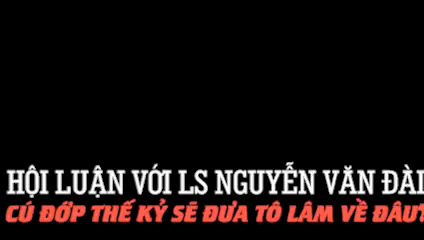 HỘI LUẬN VỚI LS NGUYỄN VĂN ĐÀI
CÚ ĐỚP THẾ KỶ SẼ ĐƯA TÔ LÂM VỀ ĐÂU?